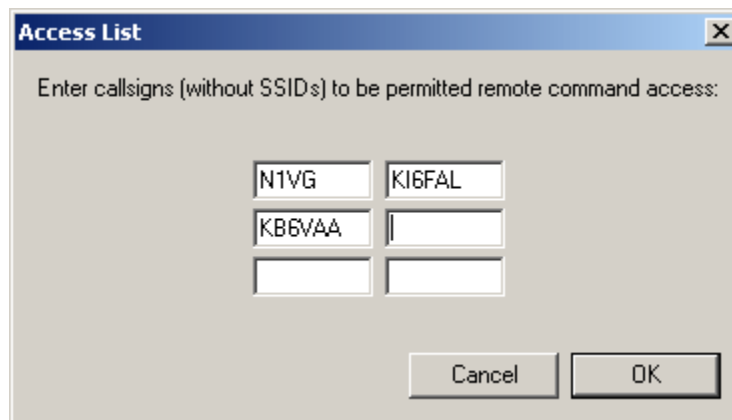 Access List
Enter callsigns (without SSIDs) to be permitted remote command access:
N1VG KI6FAL
KB6VAA
Cancel OK